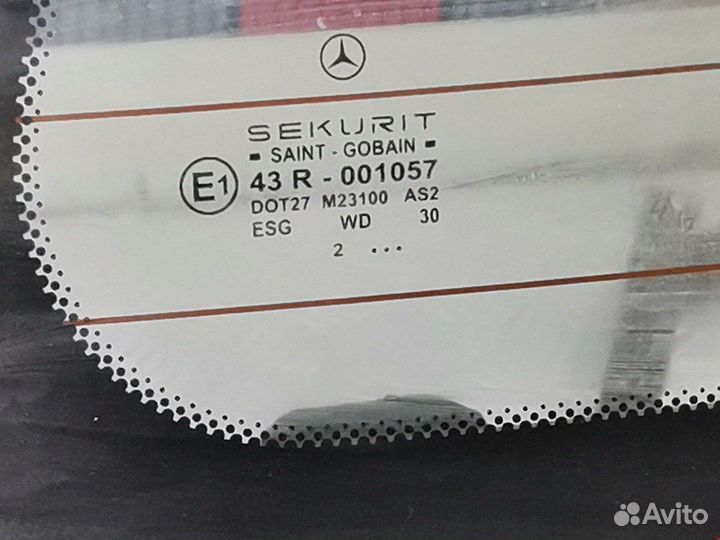 SEKURIT
SAINT - GOBAIN
E1 43 R - 001057
DOT27 M23100 AS2
ESG WD 30
2 ...
Avito